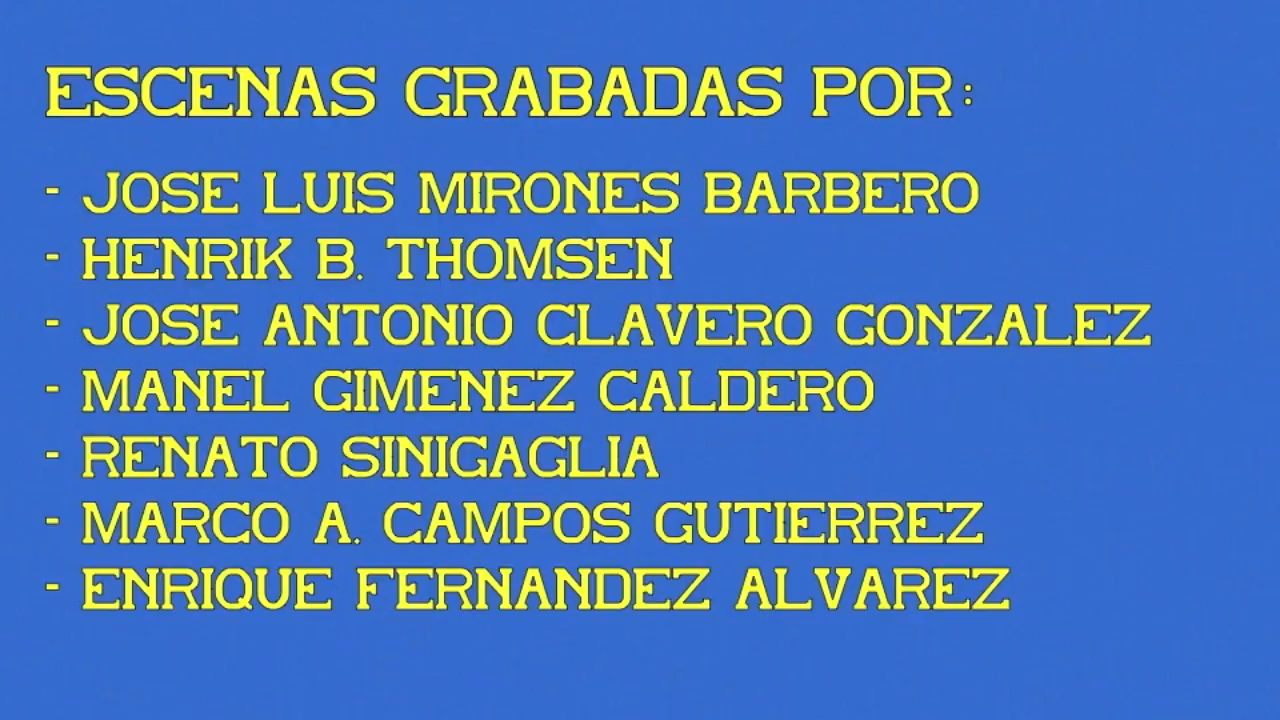 ESCENAS GRABADAS POR:
- JOSE LUIS MIRONES BARBERO
- HENRIK B. THOMSEN
- JOSE ANTONIO CLAVERO GONZALEZ
- MANEL GIMENEZ CALDERO
- RENATO SINIGAGLIA
- MARCO A. CAMPOS GUTIERREZ
- ENRIQUE FERNANDEZ ALVAREZ